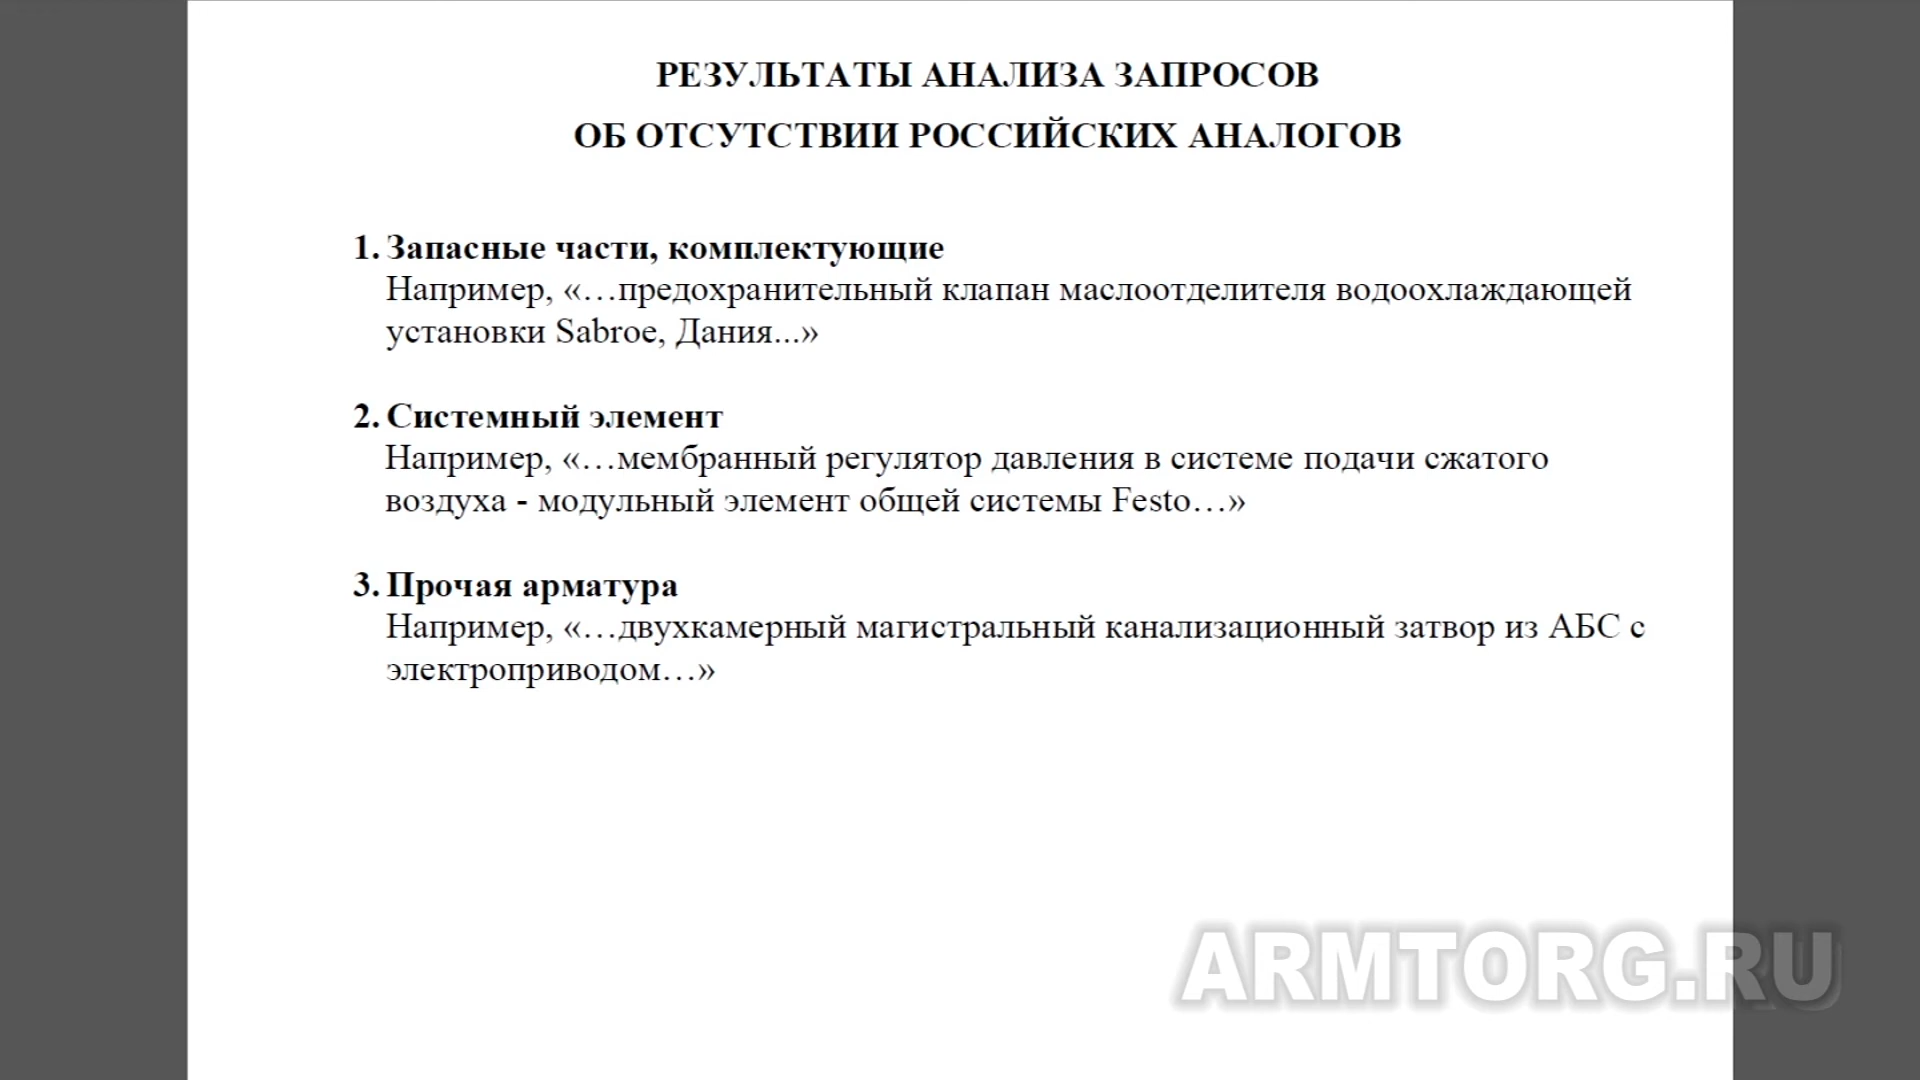 РЕЗУЛЬТАТЫ АНАЛИЗА ЗАПРОСОВ
ОБ ОТСУТСТВИИ РОССИЙСКИХ АНАЛОГОВ
1. Запасные части, комплектующие
Например, «…предохранительный клапан маслоотделителя водоохлаждающей
установки Sabroe, Дания...»
2. Системный элемент
Например, «…мембранный регулятор давления в системе подачи сжатого
воздуха - модульный элемент общей системы Festo…»
3. Прочая арматура
Например, «…двухкамерный магистральный канализационный затвор из АБС с
электроприводом…»
ARMTORG.RU